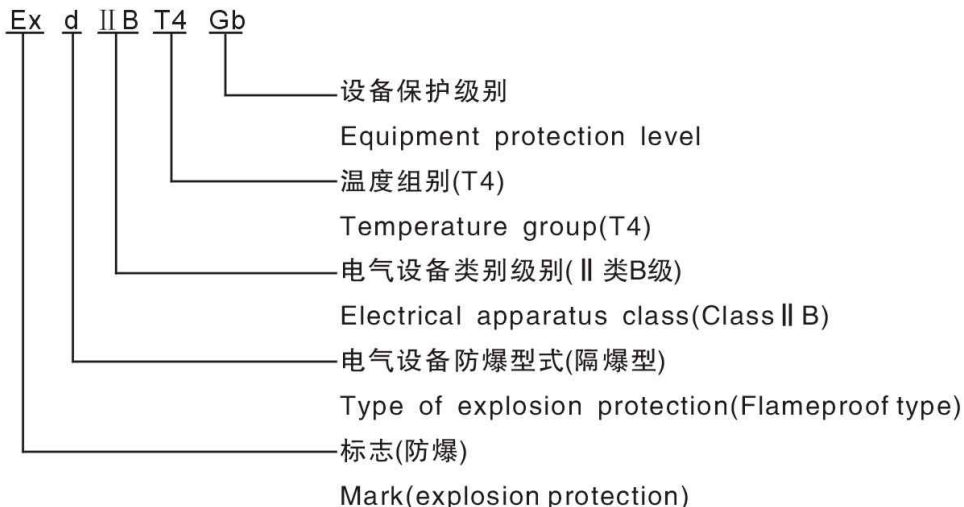 Ex d ⅡB T4 Gb
设备保护级别
Equipment protection level
温度组别(T4)
Temperature group(T4)
电气设备类别级别(Ⅱ类B级)
Electrical apparatus class(ClassⅡB)
电气设备防爆型式(隔爆型)
Type of explosion protection(Flameproof type)
标志(防爆)
Mark(explosion protection)